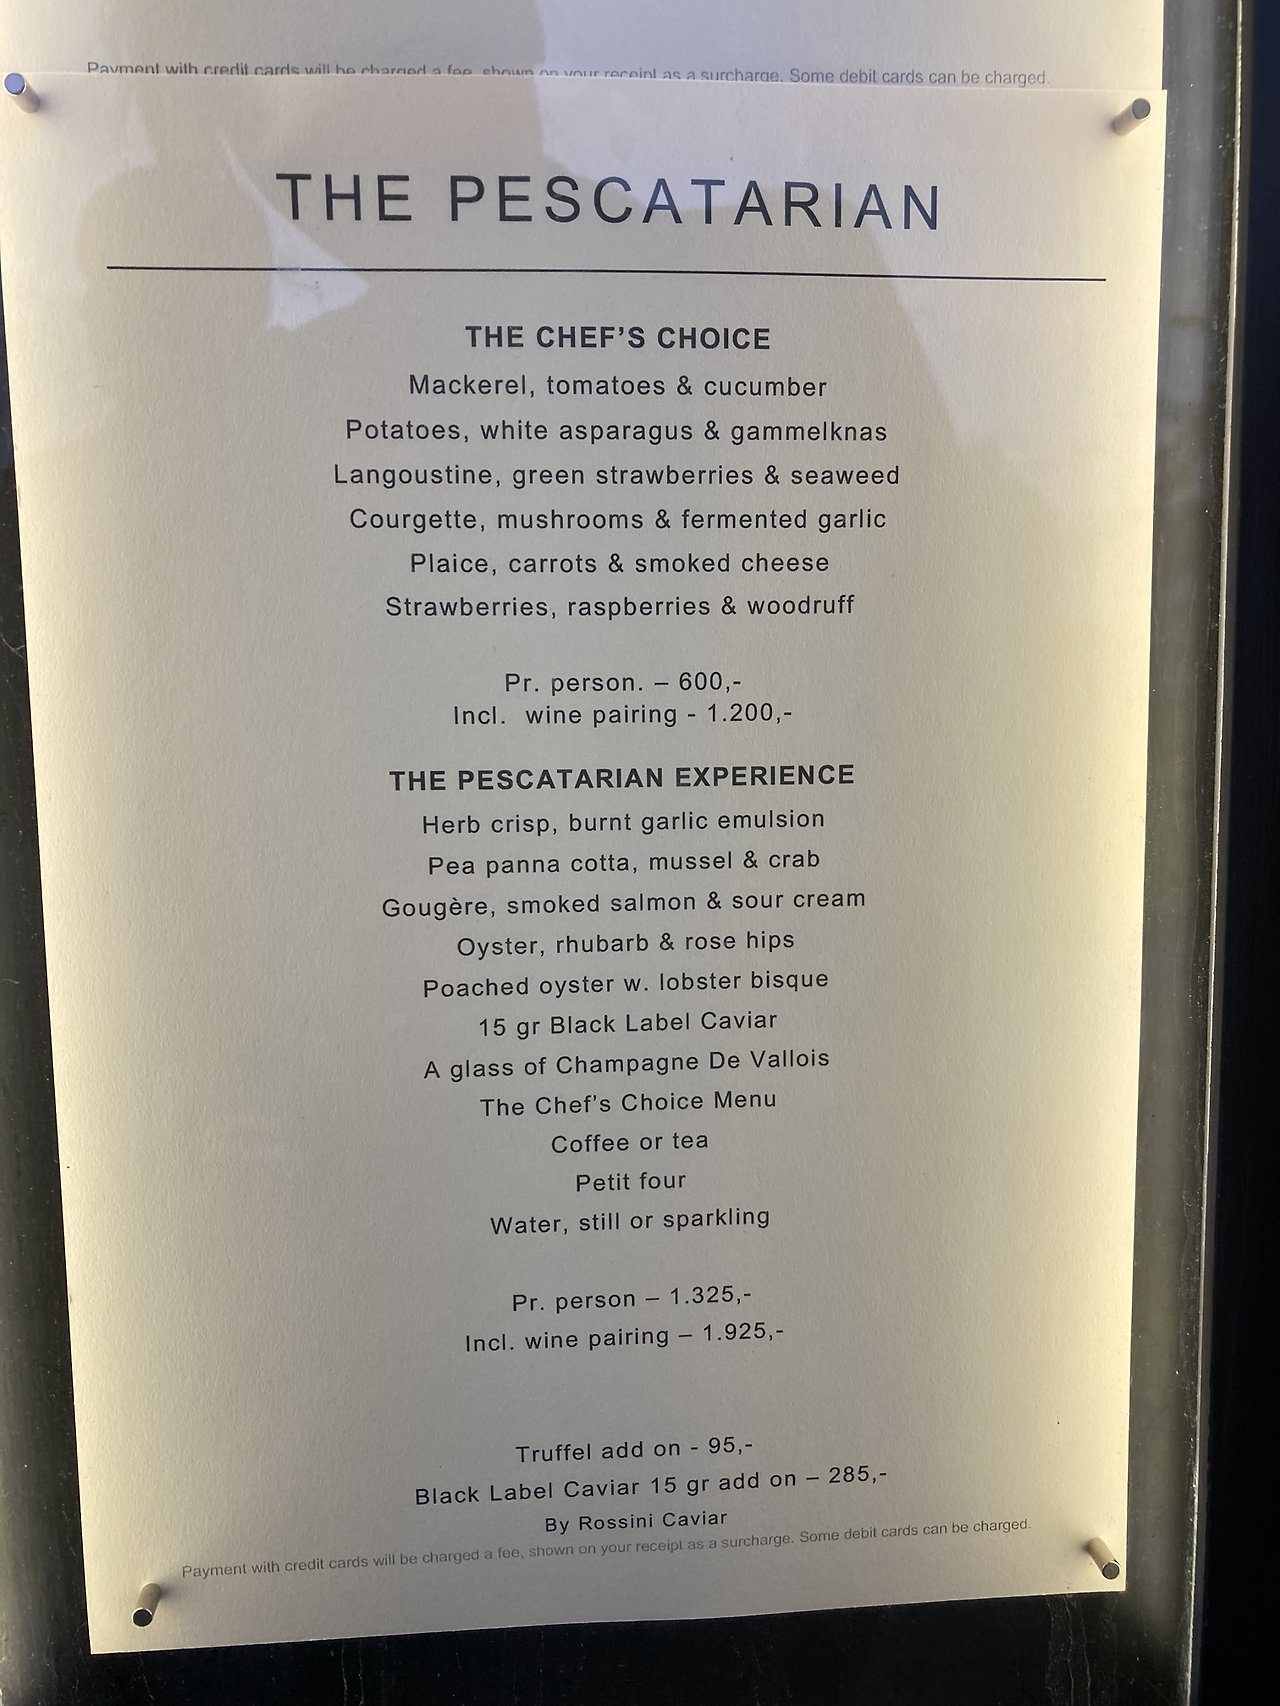 Payment with credit cards will be charged a fee, shown on your receipt as a surcharge. Some debit cards can be charged.
THE PESCATARIAN
THE CHEF’S CHOICE
Mackerel, tomatoes & cucumber
Potatoes, white asparagus & gammelknas
Langoustine, green strawberries & seaweed
Courgette, mushrooms & fermented garlic
Plaice, carrots & smoked cheese
Strawberries, raspberries & woodruff
Pr. person. – 600,-
Incl. wine pairing - 1.200,-
THE PESCATARIAN EXPERIENCE
Herb crisp, burnt garlic emulsion
Pea panna cotta, mussel & crab
Gougère, smoked salmon & sour cream
Oyster, rhubarb & rose hips
Poached oyster w. lobster bisque
15 gr Black Label Caviar
A glass of Champagne De Vallois
The Chef’s Choice Menu
Coffee or tea
Petit four
Water, still or sparkling
Pr. person – 1.325,-
Incl. wine pairing – 1.925,-
Truffel add on - 95,-
Black Label Caviar 15 gr add on – 285,-
By Rossini Caviar
Payment with credit cards will be charged a fee, shown on your receipt as a surcharge. Some debit cards can be charged.